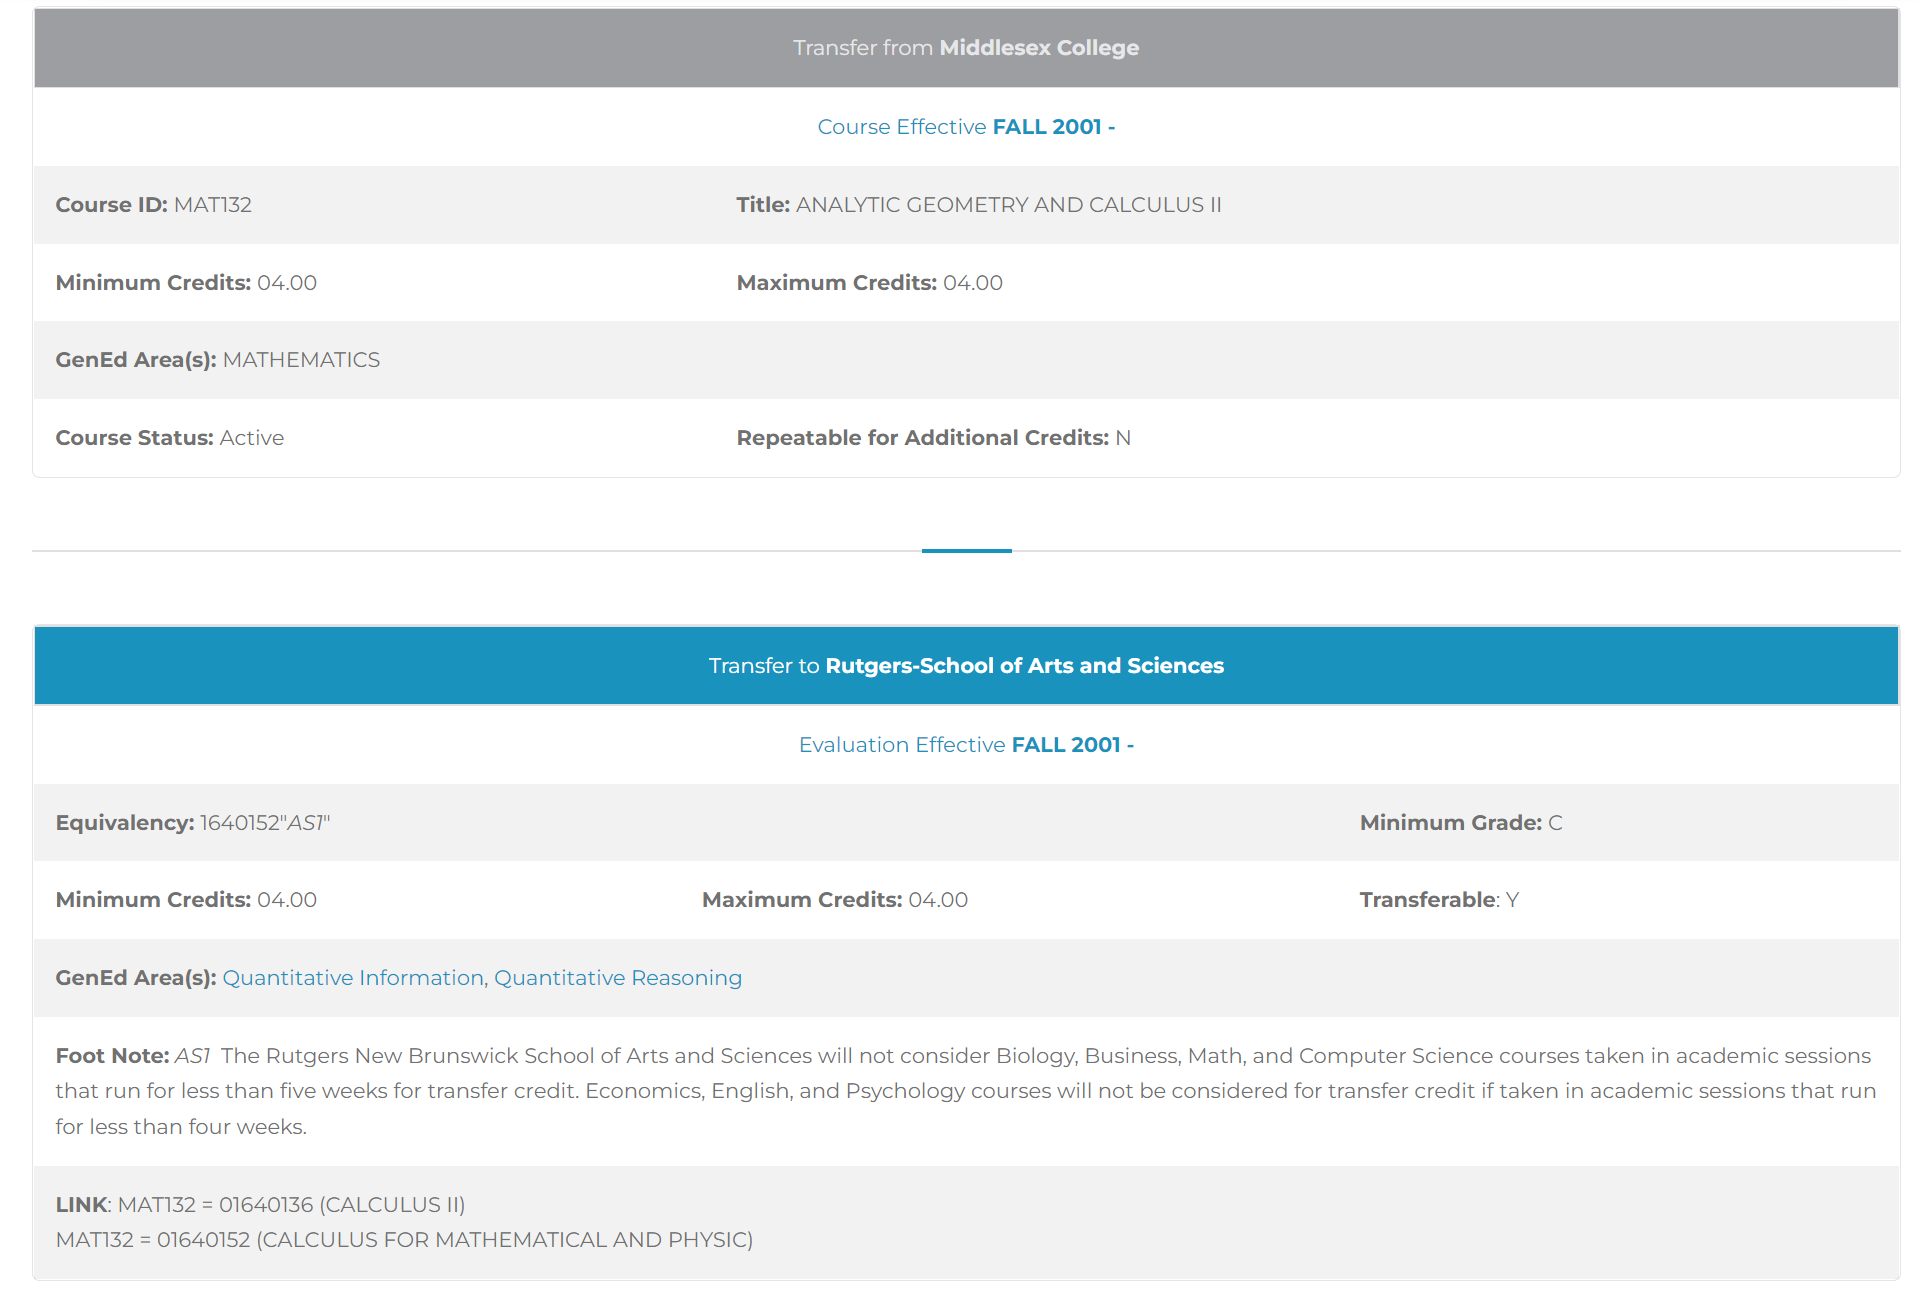 Transfer from Middlesex College
Course Effective FALL 2001 -
Course ID: MAT132 Title: ANALYTIC GEOMETRY AND CALCULUS II
Minimum Credits: 04.00 Maximum Credits: 04.00
GenEd Area(s): MATHEMATICS
Course Status: Active Repeatable for Additional Credits: N
Transfer to Rutgers-School of Arts and Sciences
Evaluation Effective FALL 2001 -
Equivalency: 1640152"AS1" Minimum Grade: C
Minimum Credits: 04.00 Maximum Credits: 04.00 Transferable: Y
GenEd Area(s): Quantitative Information, Quantitative Reasoning
Foot Note: AS1 The Rutgers New Brunswick School of Arts and Sciences will not consider Biology, Business, Math, and Computer Science courses taken in academic sessions
that run for less than five weeks for transfer credit. Economics, English, and Psychology courses will not be considered for transfer credit if taken in academic sessions that run
for less than four weeks.
LINK: MAT132 = 01640136 (CALCULUS II)
MAT132 = 01640152 (CALCULUS FOR MATHEMATICAL AND PHYSIC)